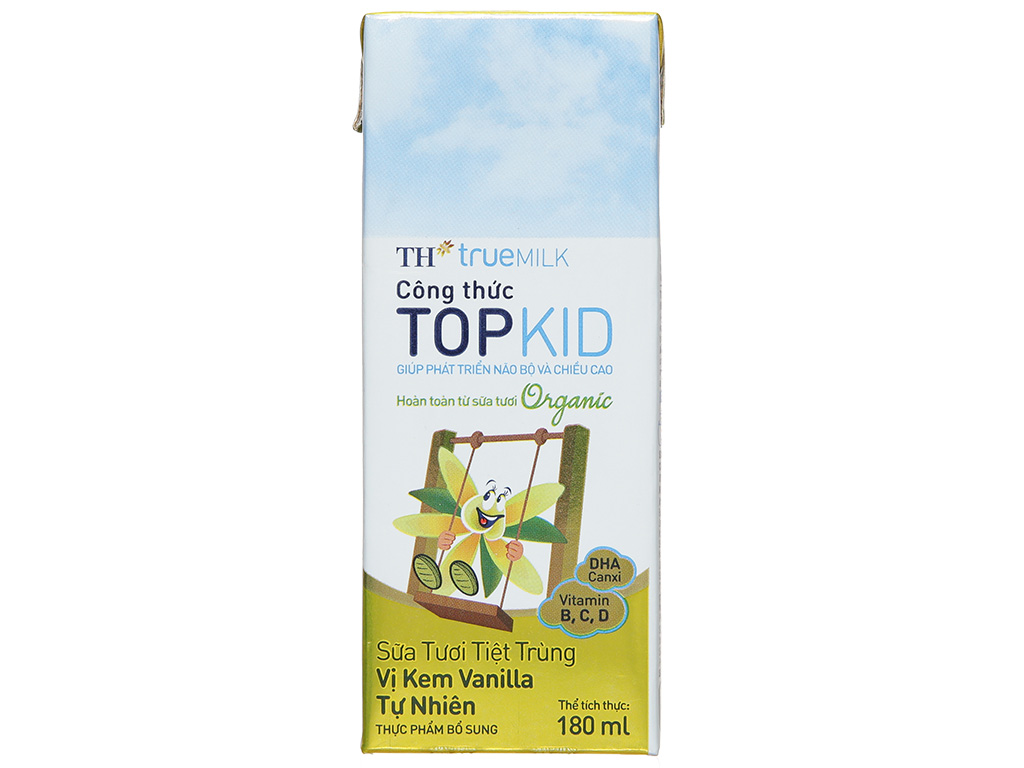 TH trueMILK
Công thức
TOPKID
GIÚP PHÁT TRIỂN NÃO BỘ VÀ CHIỀU CAO
Hoàn toàn từ sữa tươi Organic
DHA
Canxi
Vitamin
B, C, D
Sữa Tươi Tiệt Trùng
Vị Kem Vanilla
Tự Nhiên
THỰC PHẨM BỔ SUNG
Thể tích thực:
180 ml